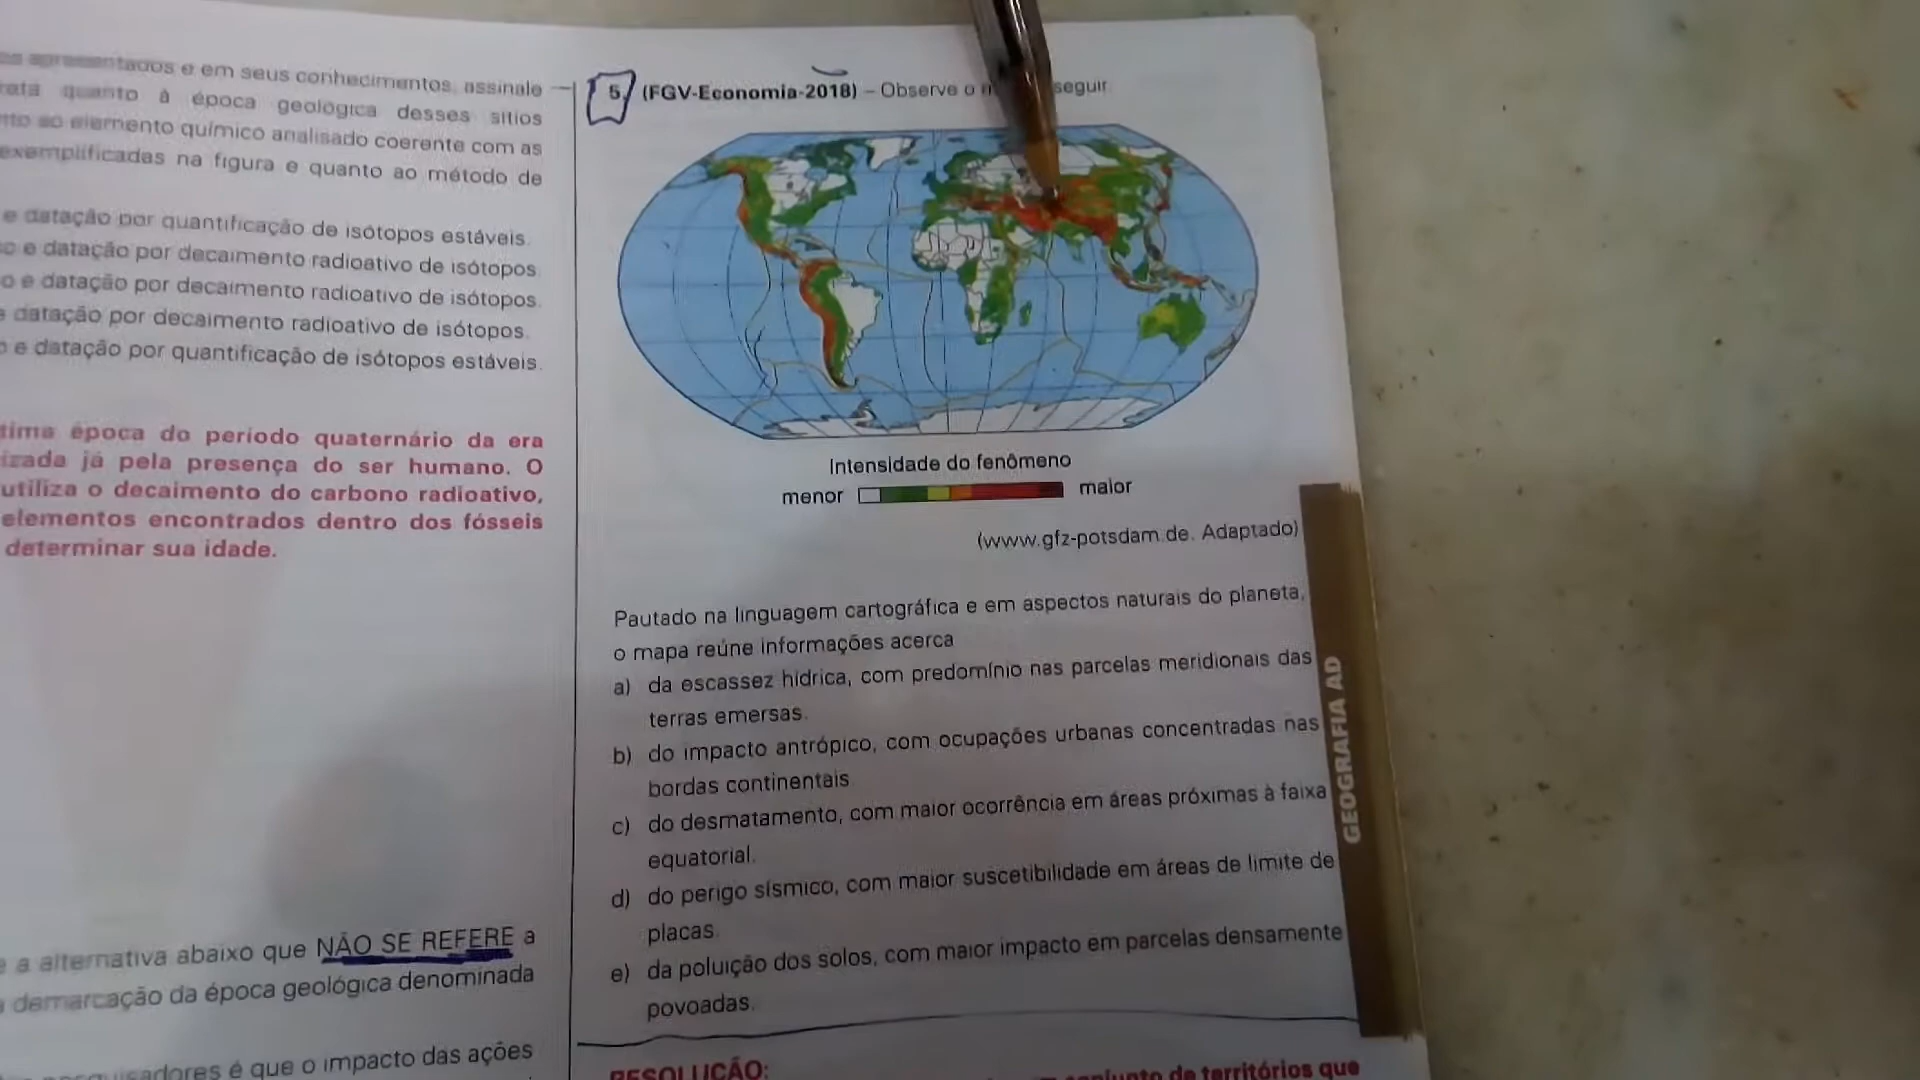 apresentados e em seus conhecimentos, assinale
quanto à época geológica desses sítios
ao elemento químico analisado coerente com as
exemplificadas na figura e quanto ao método de
e datação por quantificação de isótopos estáveis.
e datação por decaimento radioativo de isótopos.
o e datação por decaimento radioativo de isótopos.
datação por decaimento radioativo de isótopos.
o e datação por quantificação de isótopos estáveis.
tima época do período quaternário da era
izada já pela presença do ser humano. O
utiliza o decaimento do carbono radioativo,
elementos encontrados dentro dos fósseis
determinar sua idade.
e a alternativa abaixo que NÃO SE REFERE a
demarcação da época geológica denominada
é que o impacto das ações
5. (FGV-Economia-2018) – Observe o seguir.
Intensidade do fenômeno
menor maior
(www.gfz-potsdam.de. Adaptado)
Pautado na linguagem cartográfica e em aspectos naturais do planeta,
o mapa reúne informações acerca
a) da escassez hídrica, com predomínio nas parcelas meridionais das
terras emersas.
b) do impacto antrópico, com ocupações urbanas concentradas nas
bordas continentais.
c) do desmatamento, com maior ocorrência em áreas próximas à faixa
equatorial.
d) do perigo sísmico, com maior suscetibilidade em áreas de limite de
placas.
e) da poluição dos solos, com maior impacto em parcelas densamente
povoadas.
RESOLUÇÃO:
conjunto de territórios que
GEOGRAFIA AD